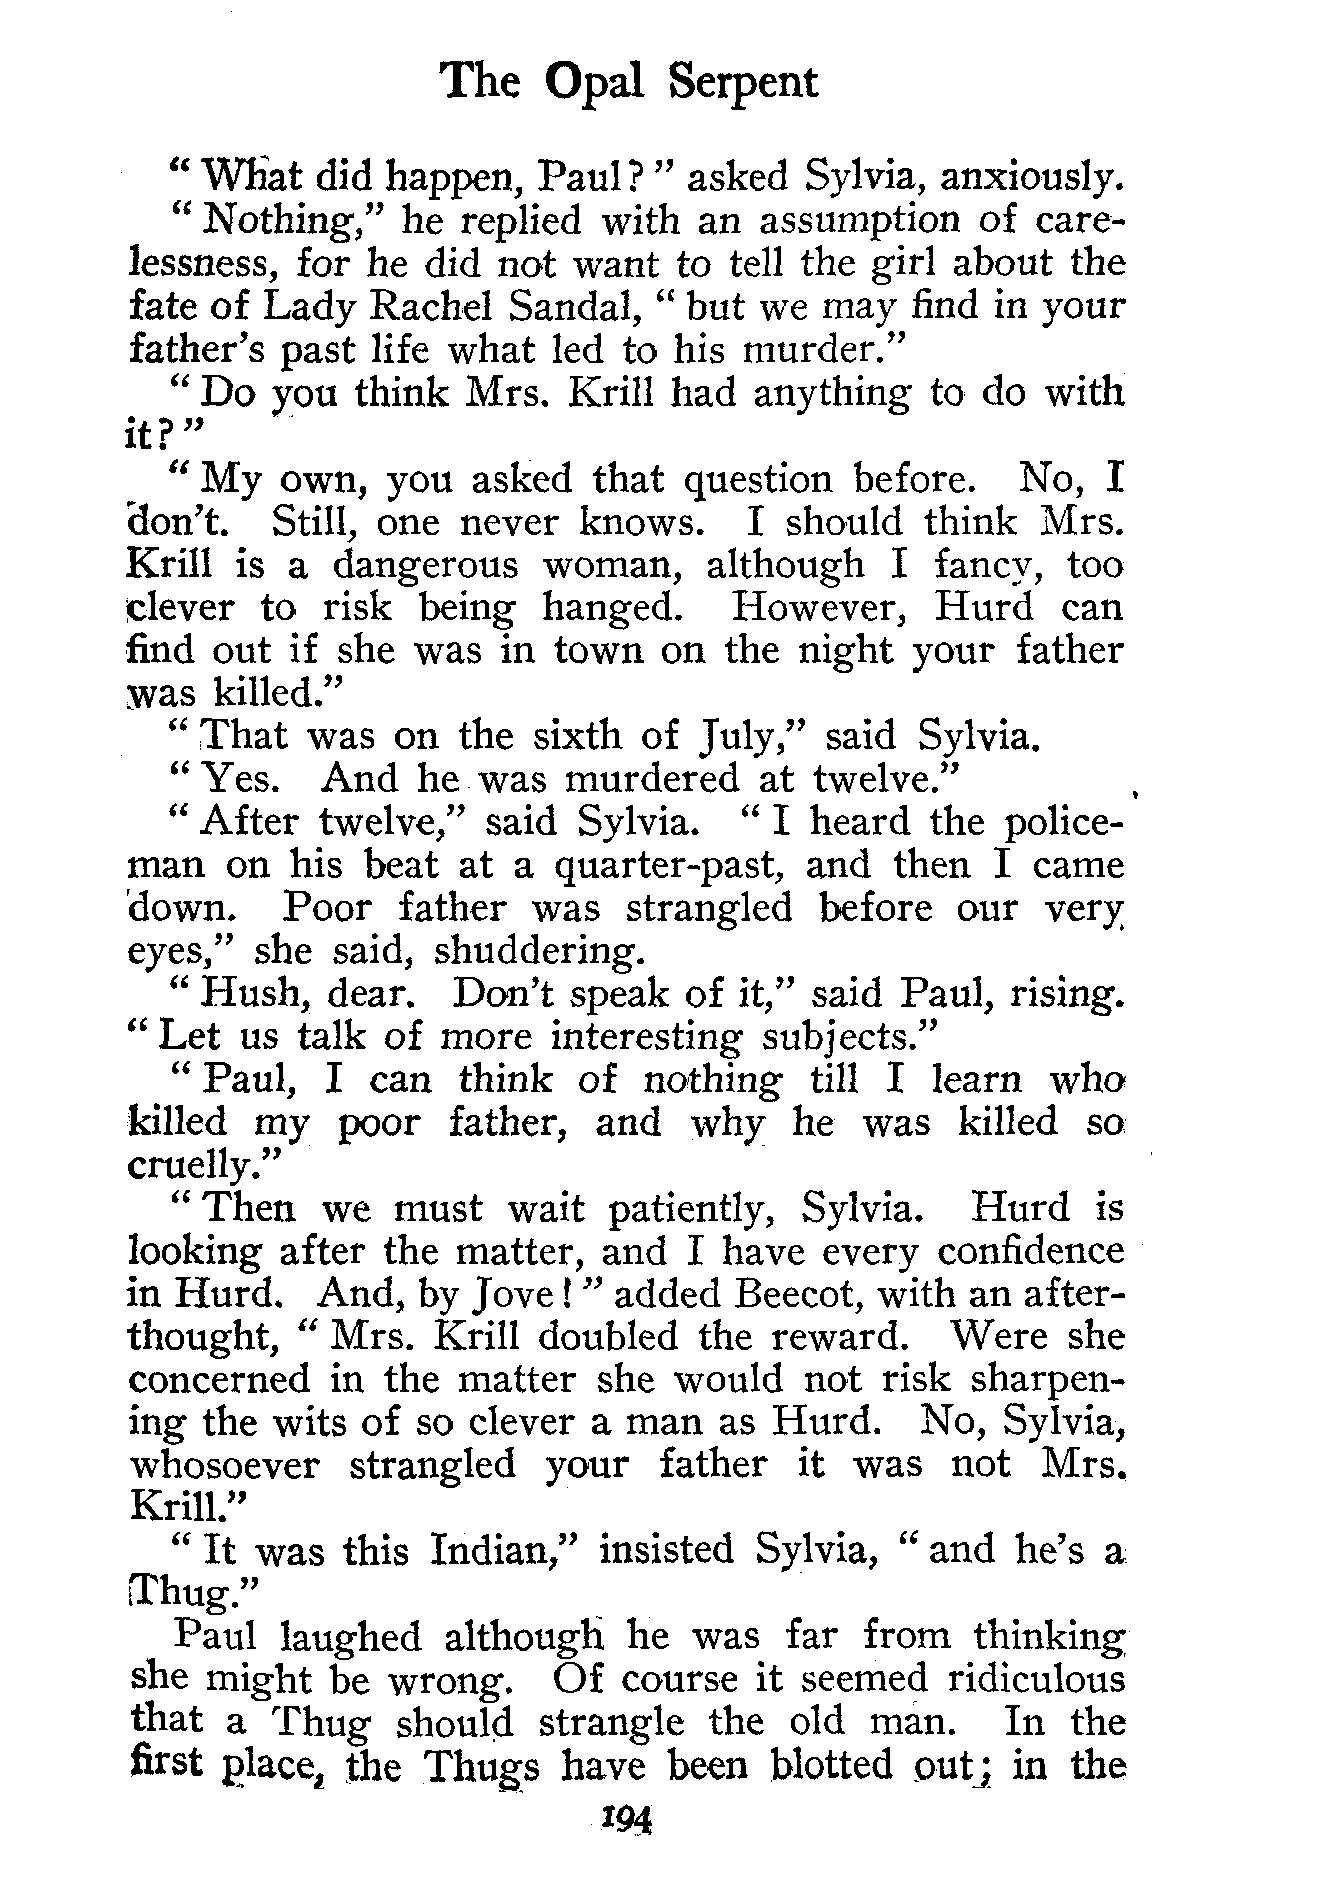 The Opal Serpent
“ What did happen, Paul? ” asked Sylvia, anxiously.
“ Nothing,” he replied with an assumption of care-
lessness, for he did not want to tell the girl about the
fate of Lady Rachel Sandal, “ but we may find in your
father’s past life what led to his murder.”
“ Do you think Mrs. Krill had anything to do with
it? ”
“ My own, you asked that question before. No, I
don’t. Still, one never knows. I should think Mrs.
Krill is a dangerous woman, although I fancy, too
clever to risk being hanged. However, Hurd can
find out if she was in town on the night your father
was killed.”
“ That was on the sixth of July,” said Sylvia.
“ Yes. And he was murdered at twelve.”
“ After twelve,” said Sylvia. “ I heard the police-
man on his beat at a quarter-past, and then I came
down. Poor father was strangled before our very
eyes,” she said, shuddering.
“ Hush, dear. Don’t speak of it,” said Paul, rising.
“ Let us talk of more interesting subjects.”
“ Paul, I can think of nothing till I learn who
killed my poor father, and why he was killed so
cruelly.”
“ Then we must wait patiently, Sylvia. Hurd is
looking after the matter, and I have every confidence
in Hurd. And, by Jove! ” added Beecot, with an after-
thought, “ Mrs. Krill doubled the reward. Were she
concerned in the matter she would not risk sharpen-
ing the wits of so clever a man as Hurd. No, Sylvia,
whosoever strangled your father it was not Mrs.
Krill.”
“ It was this Indian,” insisted Sylvia, “ and he’s a
Thug.”
Paul laughed although he was far from thinking
she might be wrong. Of course it seemed ridiculous
that a Thug should strangle the old man. In the
first place, the Thugs have been blotted out; in the
194